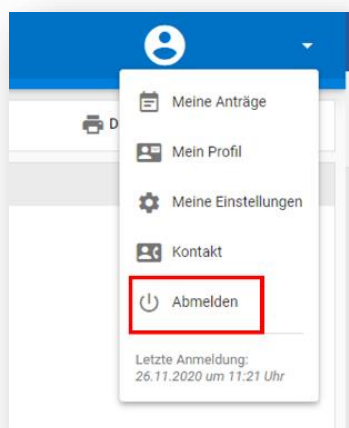 D
Meine Anträge
Mein Profil
Meine Einstellungen
Kontakt
Abmelden
Letzte Anmeldung:
26.11.2020 um 11:21 Uhr